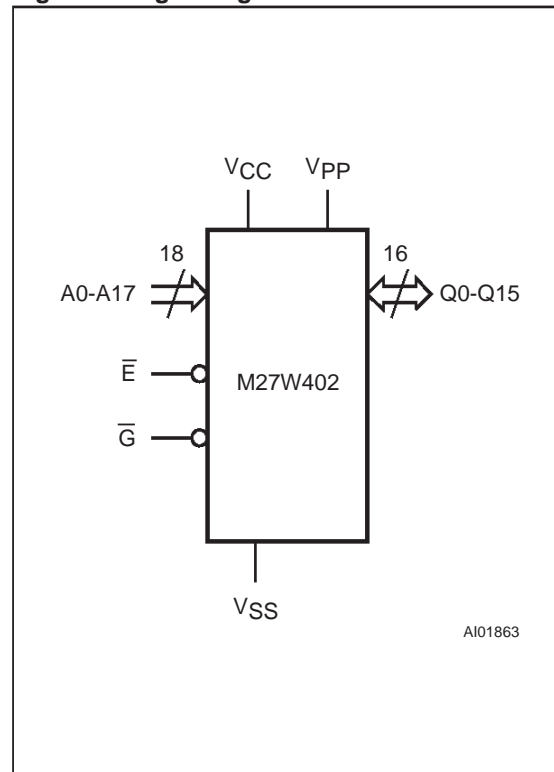 VCC
VPP
18
16
A0-A17
Q0-Q15
E̅
M27W402
G̅
VSS
AI01863